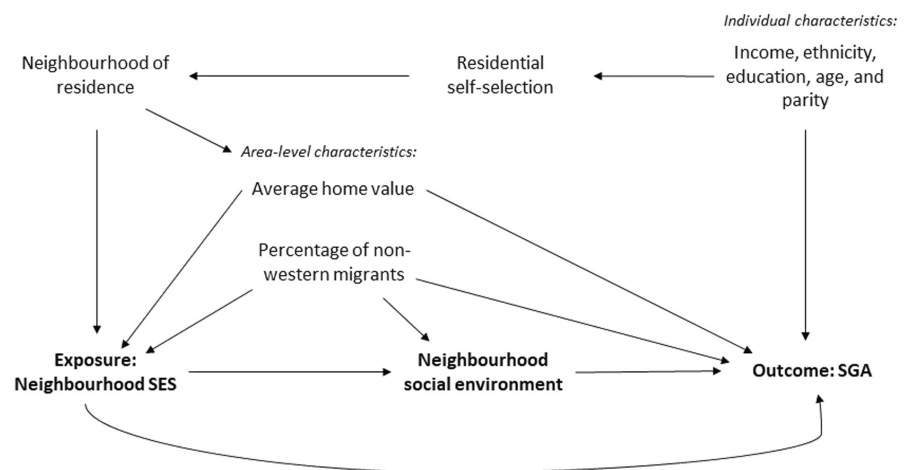 Individual characteristics:
Neighbourhood of
residence
Residential
self-selection
Income, ethnicity,
education, age, and
parity
Area-level characteristics:
Average home value
Percentage of non-
western migrants
Exposure:
Neighbourhood SES
Neighbourhood
social environment
Outcome: SGA